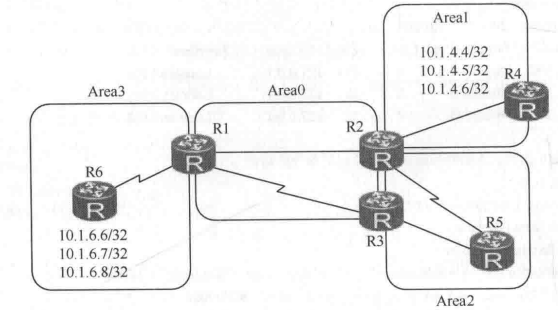 Area1
10.1.4.4/32
10.1.4.5/32
10.1.4.6/32
R4
Area3
Area0
R1
R2
R6
R
R
R
R
10.1.6.6/32
10.1.6.7/32
10.1.6.8/32
R3
R
R5
R
Area2